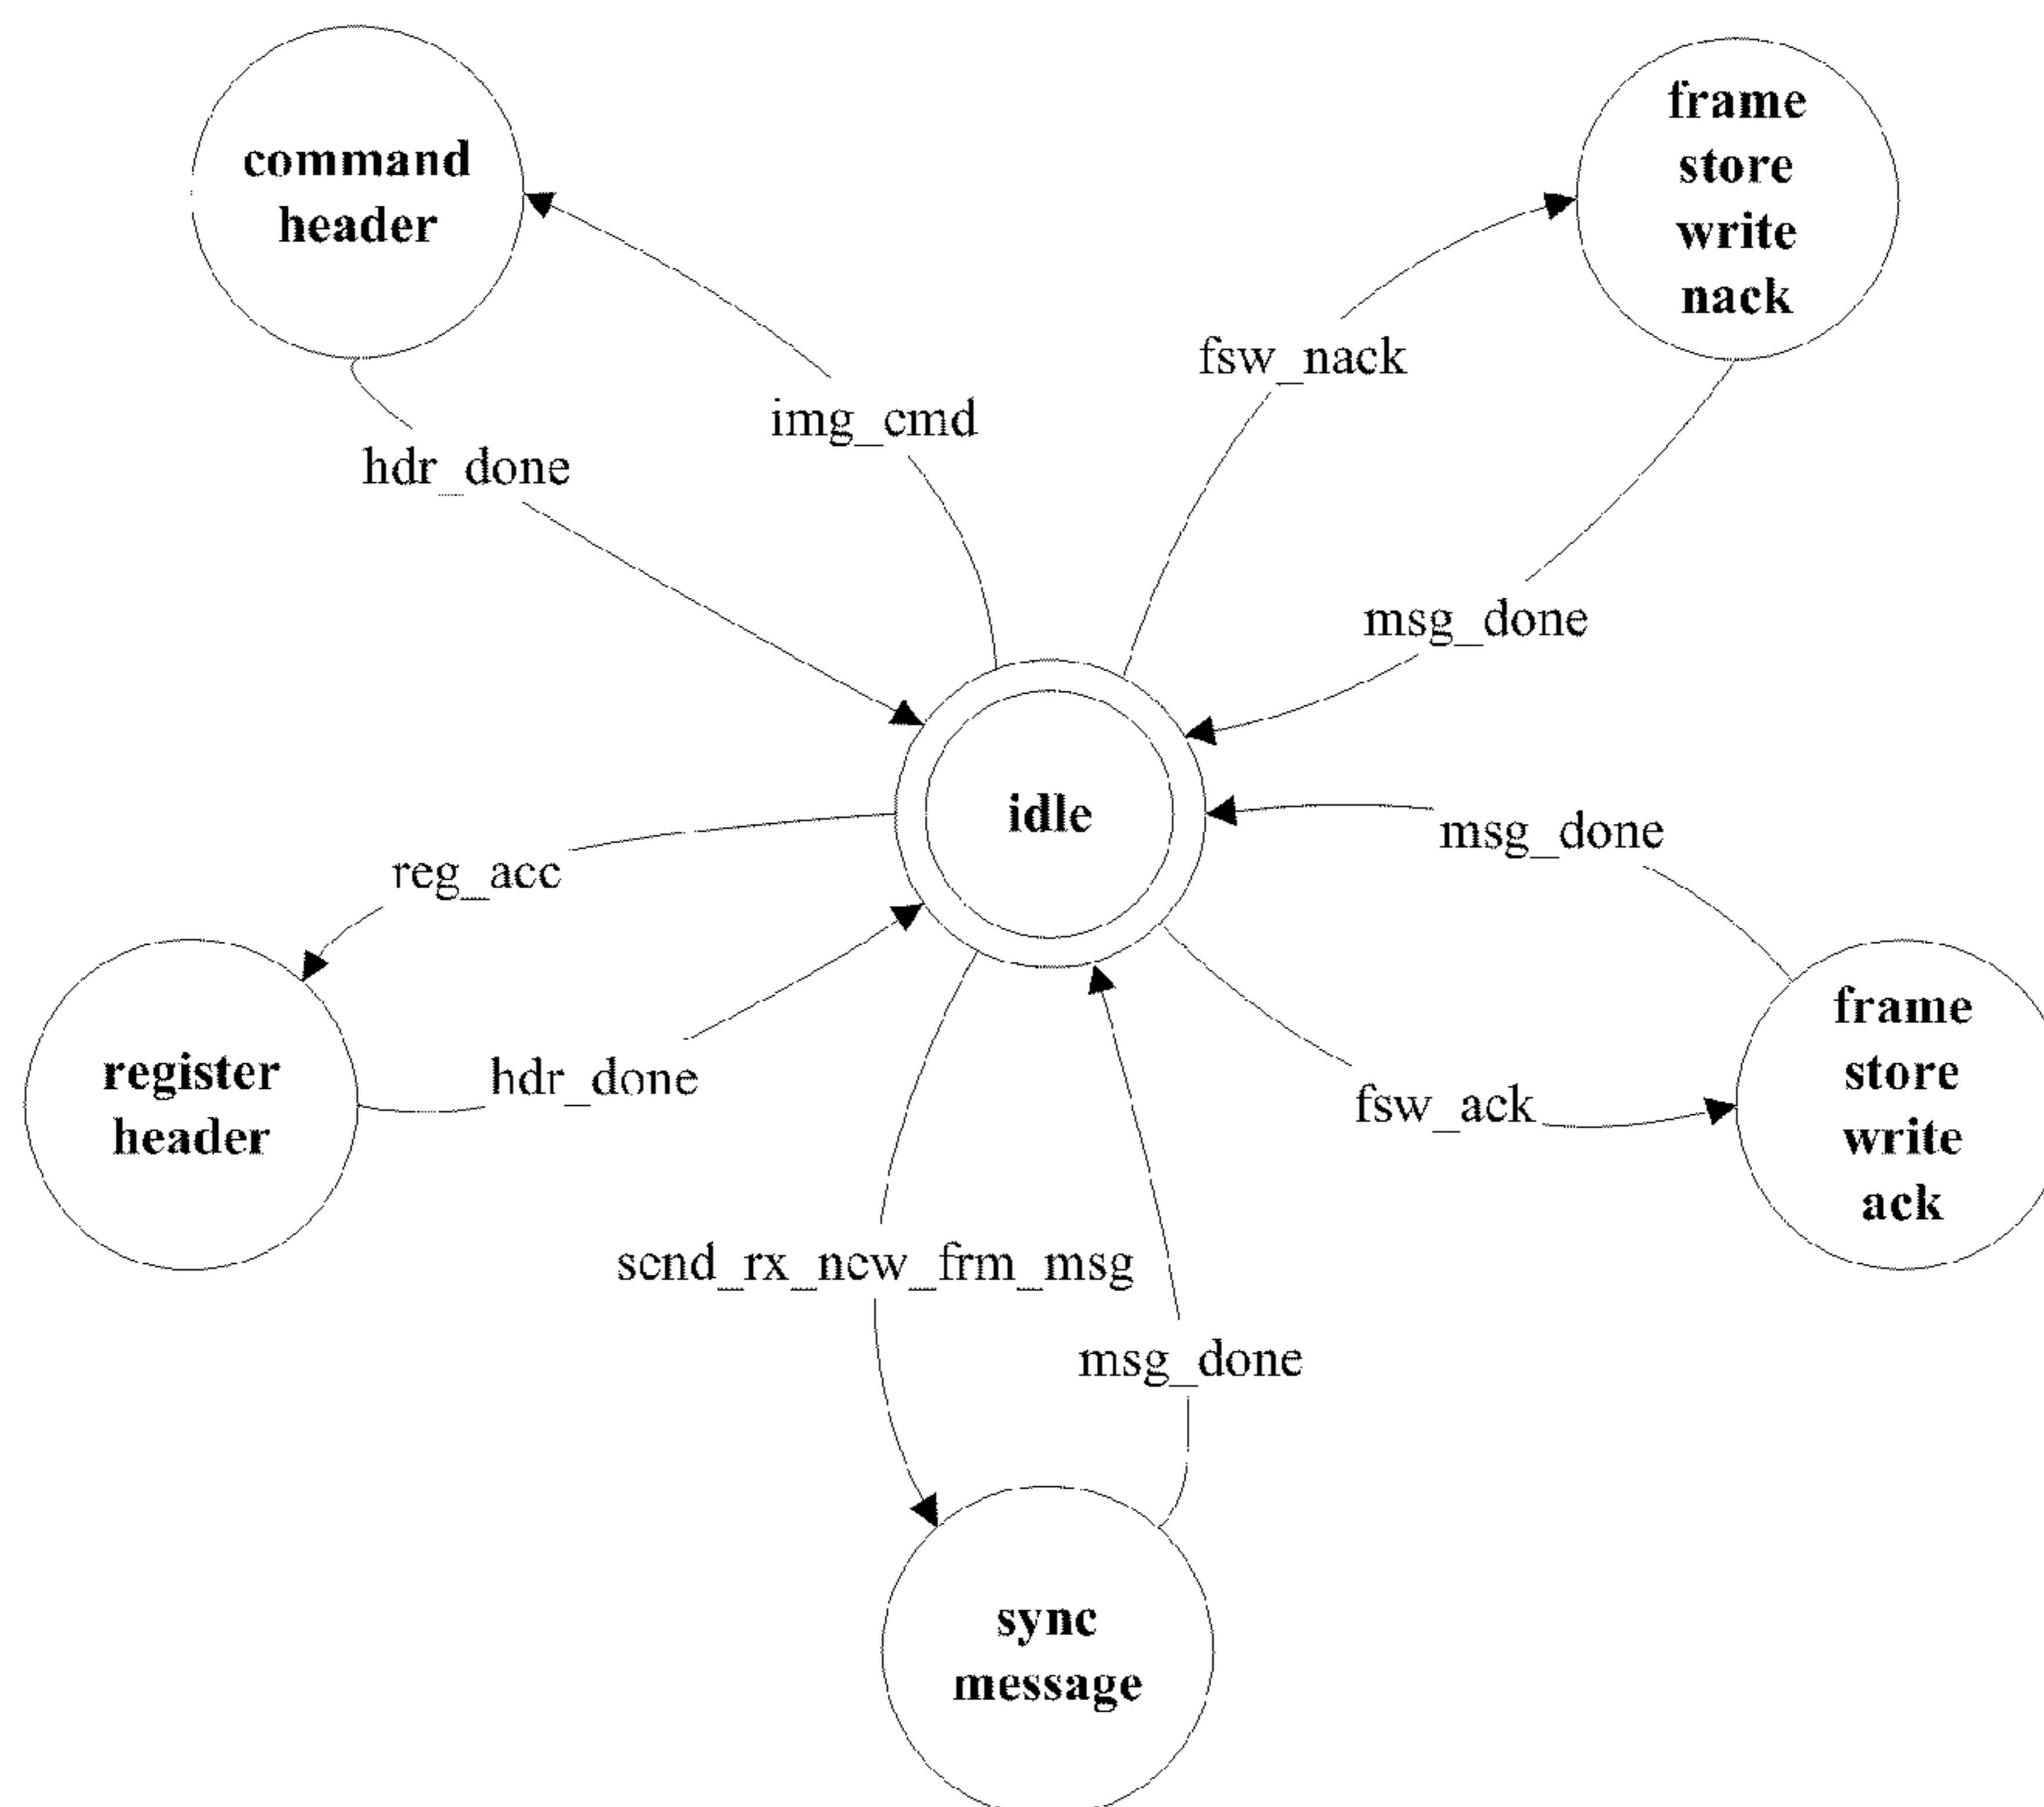 command
header
frame
store
write
nack
fsw_nack
img_cmd
hdr_done
msg_done
idle
msg_done
reg_acc
frame
store
write
ack
register
header
hdr_done
fsw_ack
send_rx_new_frm_msg
msg_done
sync
message